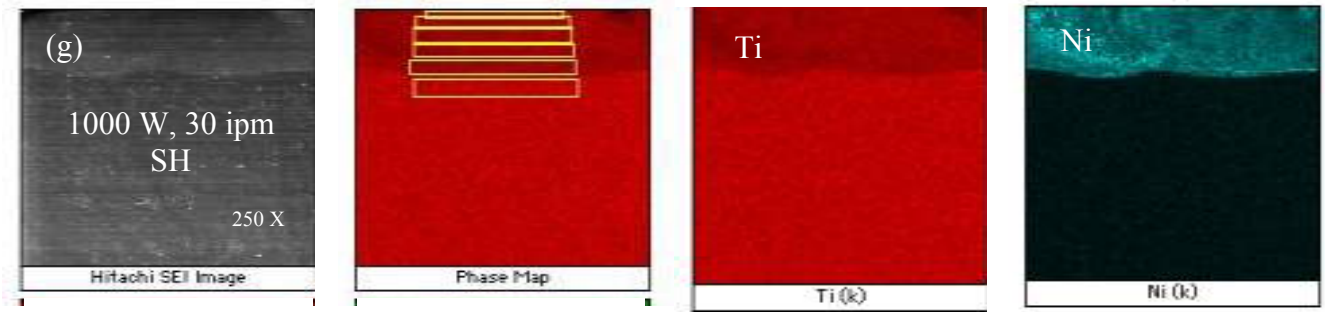 (g)
1000 W, 30 ipm
SH
250 X
Hitachi SEI Image
Phase Map
Ti
Ti (k)
Ni
Ni (k)